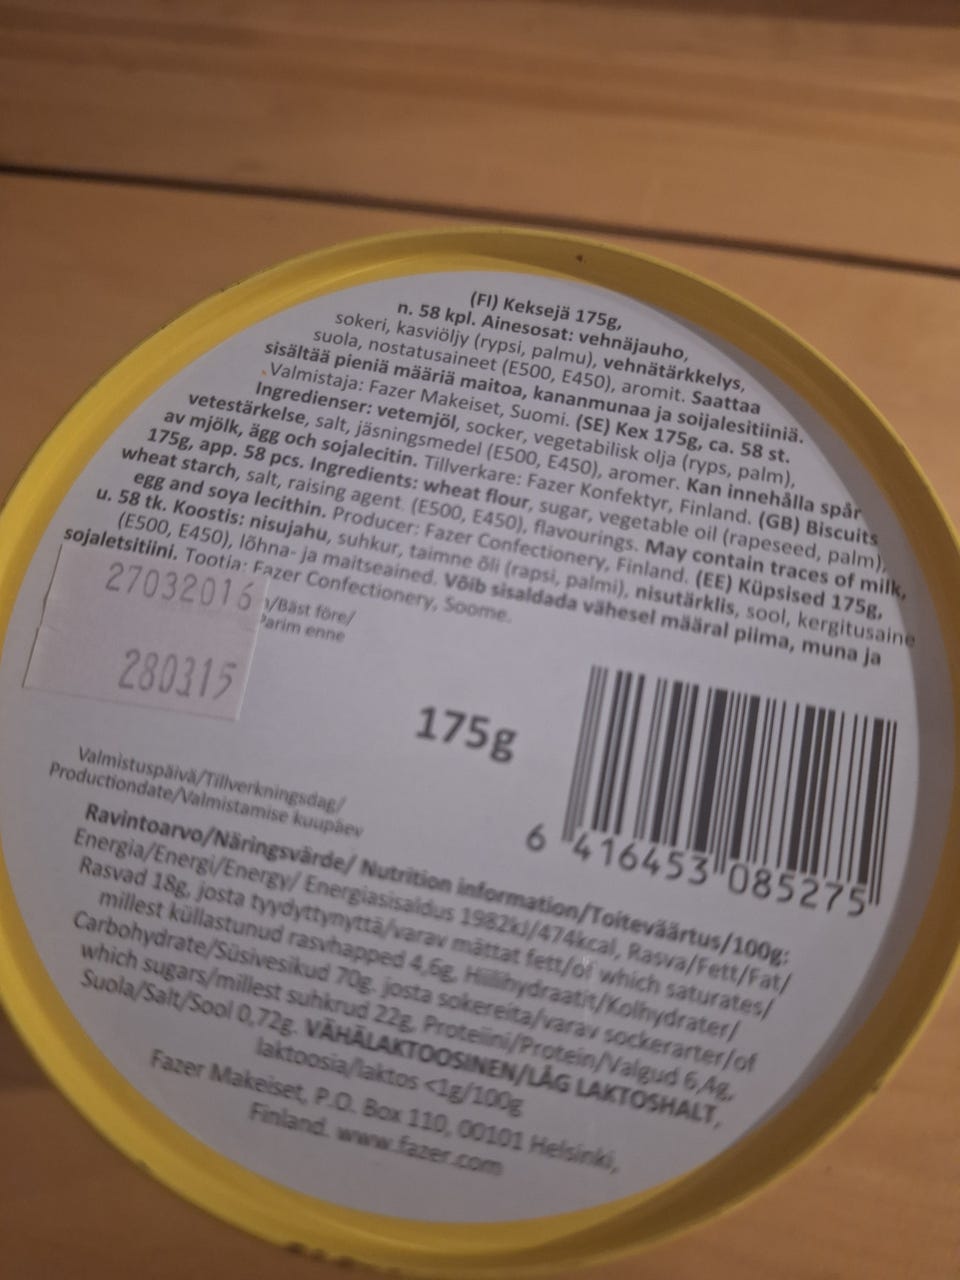 (FI) Keksejä 175g,
n. 58 kpl. Ainesosat: vehnäjauho,
sokeri, kasviöljy (rypsi, palmu), vehnätärkkelys,
suola, nostatusaineet (E500, E450), aromit. Saattaa
sisältää pieniä määriä maitoa, kananmunaa ja soijalesitiiniä.
Valmistaja: Fazer Makeiset, Suomi. (SE) Kex 175g, ca. 58 st.
Ingredienser: vetemjöl, socker, vegetabilisk olja (ryps, palm),
vetestärkelse, salt, jäsningsmedel (E500, E450), aromer. Kan innehålla spår
av mjölk, ägg och sojalecitin. Tillverkare: Fazer Konfektyr, Finland. (GB) Biscuits
175g, app. 58 pcs. Ingredients: wheat flour, sugar, vegetable oil (rapeseed, palm),
wheat starch, salt, raising agent (E500, E450), flavourings. May contain traces of milk,
egg and soya lecithin. Producer: Fazer Confectionery, Finland. (EE) Küpsised 175g,
u. 58 tk. Koostis: nisujahu, suhkur, taimne õli (rapsi, palmi), nisutärklis, sool, kergitusaine
(E500, E450), lõhna- ja maitseained. Võib sisaldada vähesel määral piima, muna ja
sojaletsitiini. Tootja: Fazer Confectionery, Soome.
27032016
/Bäst före/
Parim enne
280315
175g
6 416453 085275
Valmistuspäivä/Tillverkningsdag/
Productiondate/Valmistamise kuupäev
Ravintoarvo/Näringsvärde/ Nutrition information/Toiteväärtus/100g:
Energia/Energi/Energy/ Energiasisaldus 1982kJ/474kcal, Rasva/Fett/Fat/
Rasvad 18g, josta tyydyttynyttä/varav mättat fett/of which saturates/
millest küllastunud rasvhapped 4,6g, Hiilihydraatit/Kolhydrater/
Carbohydrate/Süsivesikud 70g, josta sokereita/varav sockerarter/of
which sugars/millest suhkrud 22g, Proteiini/Protein/Valgud 6,4g,
Suola/Salt/Sool 0,72g. VÄHÄLAKTOOSINEN/LÅG LAKTOSHALT,
laktoosia/laktos <1g/100g
Fazer Makeiset, P.O. Box 110, 00101 Helsinki,
Finland. www.fazer.com